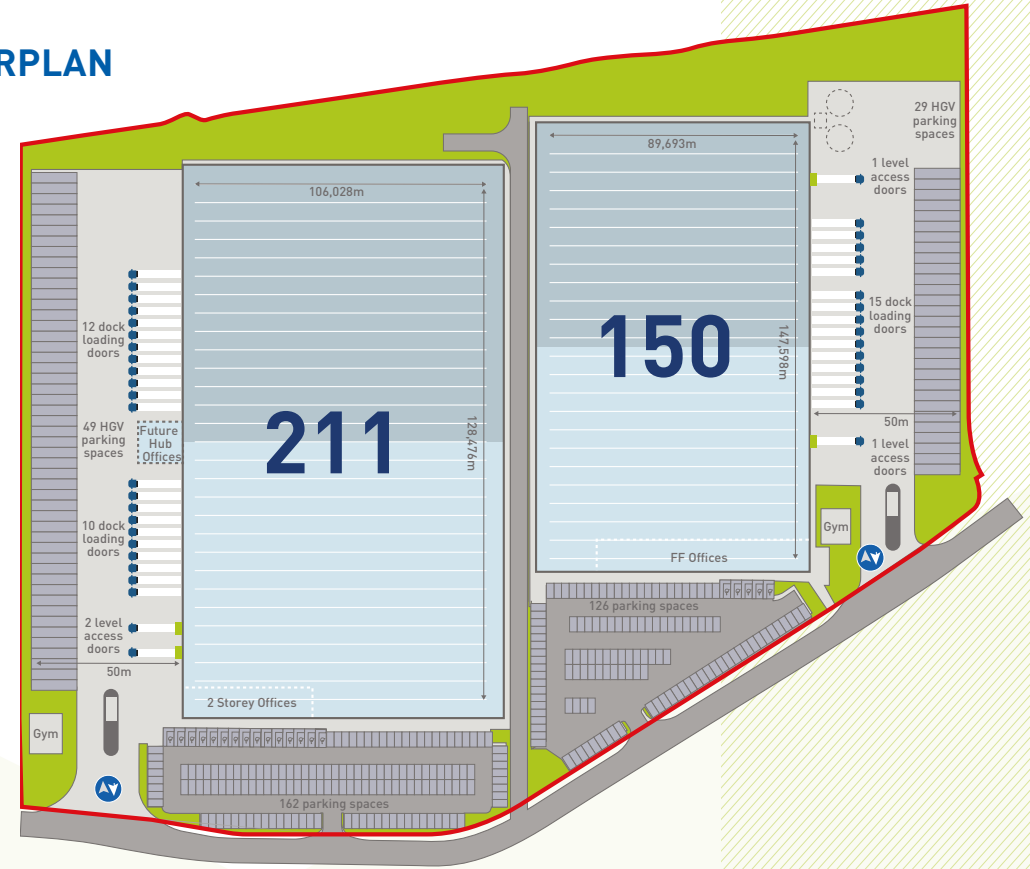 RPLAN
29 HGV
parking
spaces
89,693m
1 level
access
doors
106,028m
12 dock
loading
doors
15 dock
loading
doors
150
147,598m
49 HGV
parking
spaces
Future
Hub
Offices
211
128,476m
50m
1 level
access
doors
10 dock
loading
doors
Gym
FF Offices
126 parking spaces
2 level
access
doors
50m
2 Storey Offices
Gym
162 parking spaces